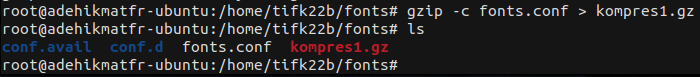 root@adehikmatfr-ubuntu:/home/tifk22b/fonts# gzip -c fonts.conf > kompres1.gz
root@adehikmatfr-ubuntu:/home/tifk22b/fonts# ls
conf.avail  conf.d  fonts.conf  kompres1.gz
root@adehikmatfr-ubuntu:/home/tifk22b/fonts#